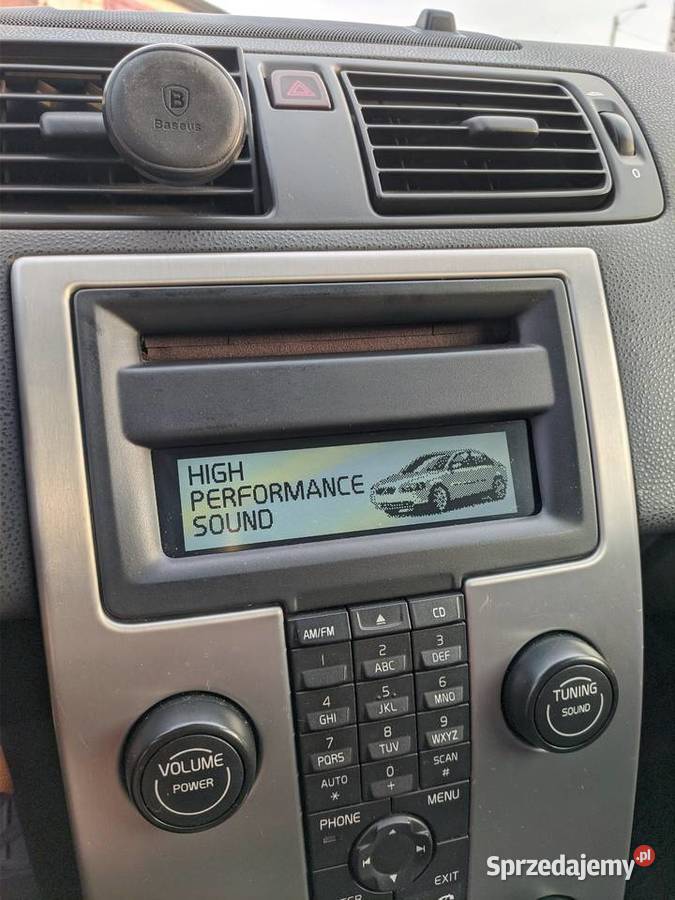 Baseus
0
HIGH
PERFORMANCE
SOUND
AM/FM
CD
1
2
ABC
3
DEF
4
GHI
5
JKL
6
MNO
7
PQRS
8
TUV
9
WXYZ
AUTO
*
0
+
SCAN
#
VOLUME
POWER
TUNING
SOUND
PHONE
MENU
EXIT
Sprzedajemy.pl